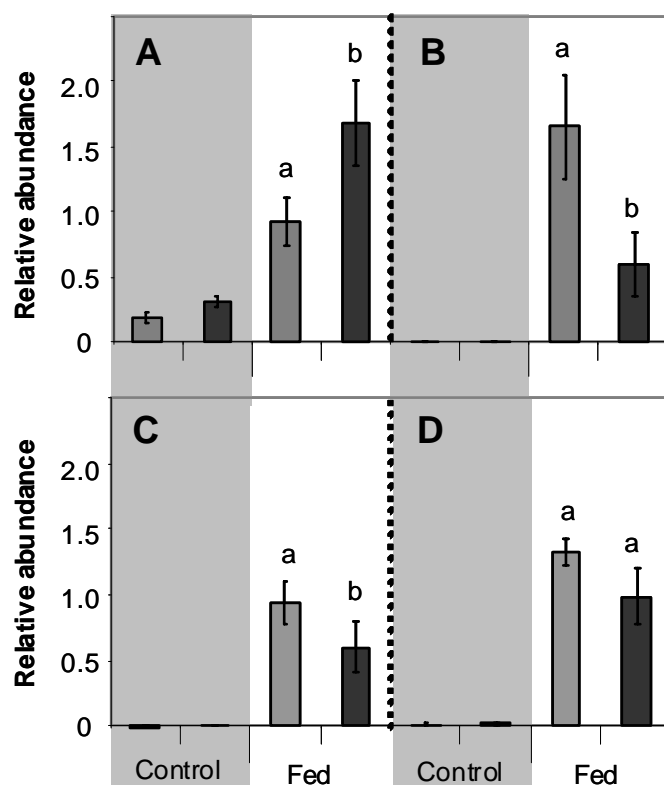 A
B
b
a
a
b
2.0
1.5
1.0
0.5
0
Relative abundance
C
D
a
b
a
a
2.0
1.5
1.0
0.5
0
Relative abundance
Control
Fed
Control
Fed